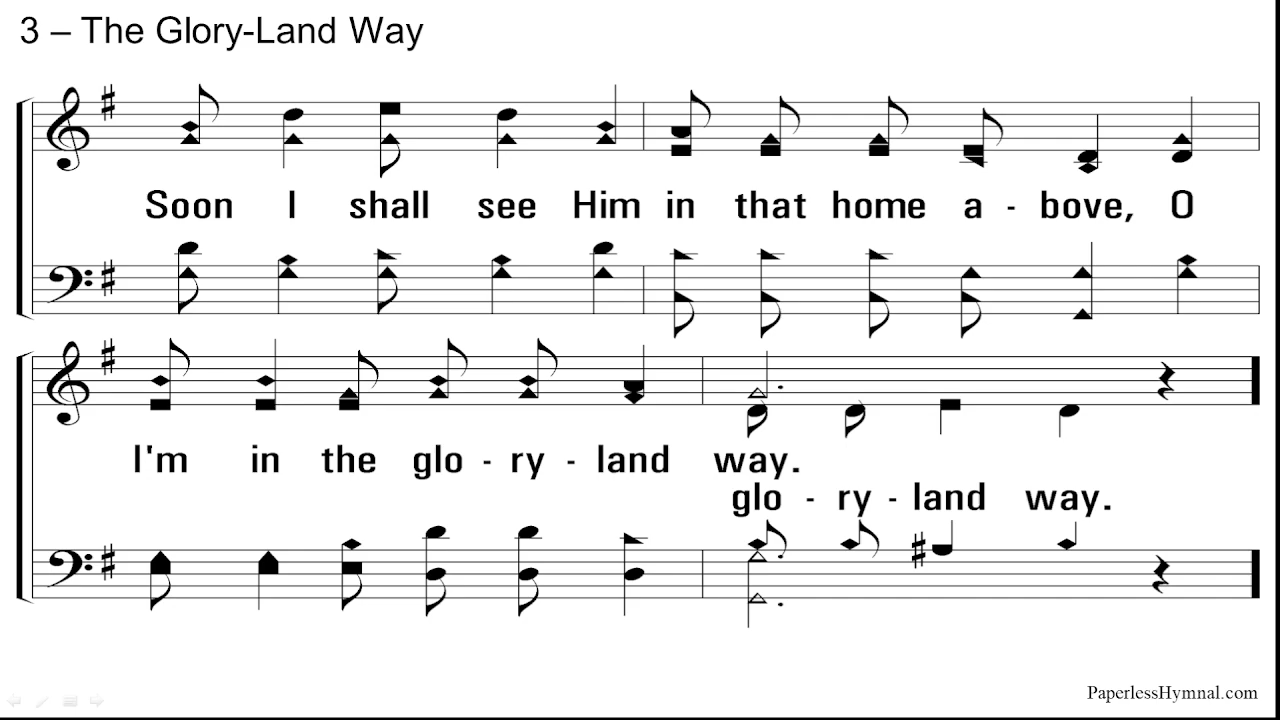 3 – The Glory-Land Way
Soon I shall see Him in that home a - bove, O
I'm in the glo - ry - land way.
glo - ry - land way.
PaperlessHymnal.com